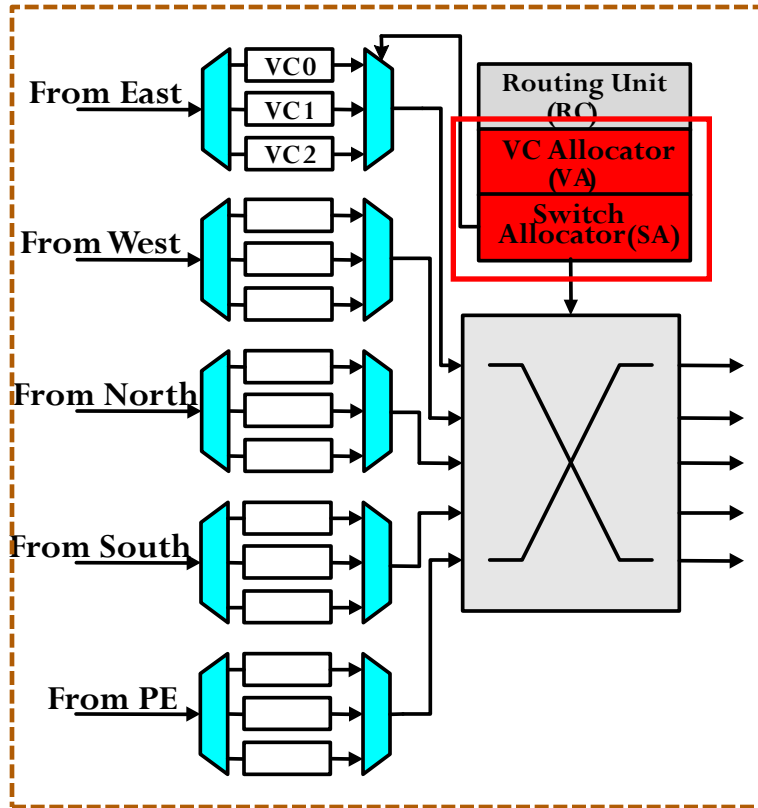 From East
VC0
VC1
VC2
Routing Unit
(RC)
VC Allocator
(VA)
Switch
Allocator(SA)
From West
From North
From South
From PE